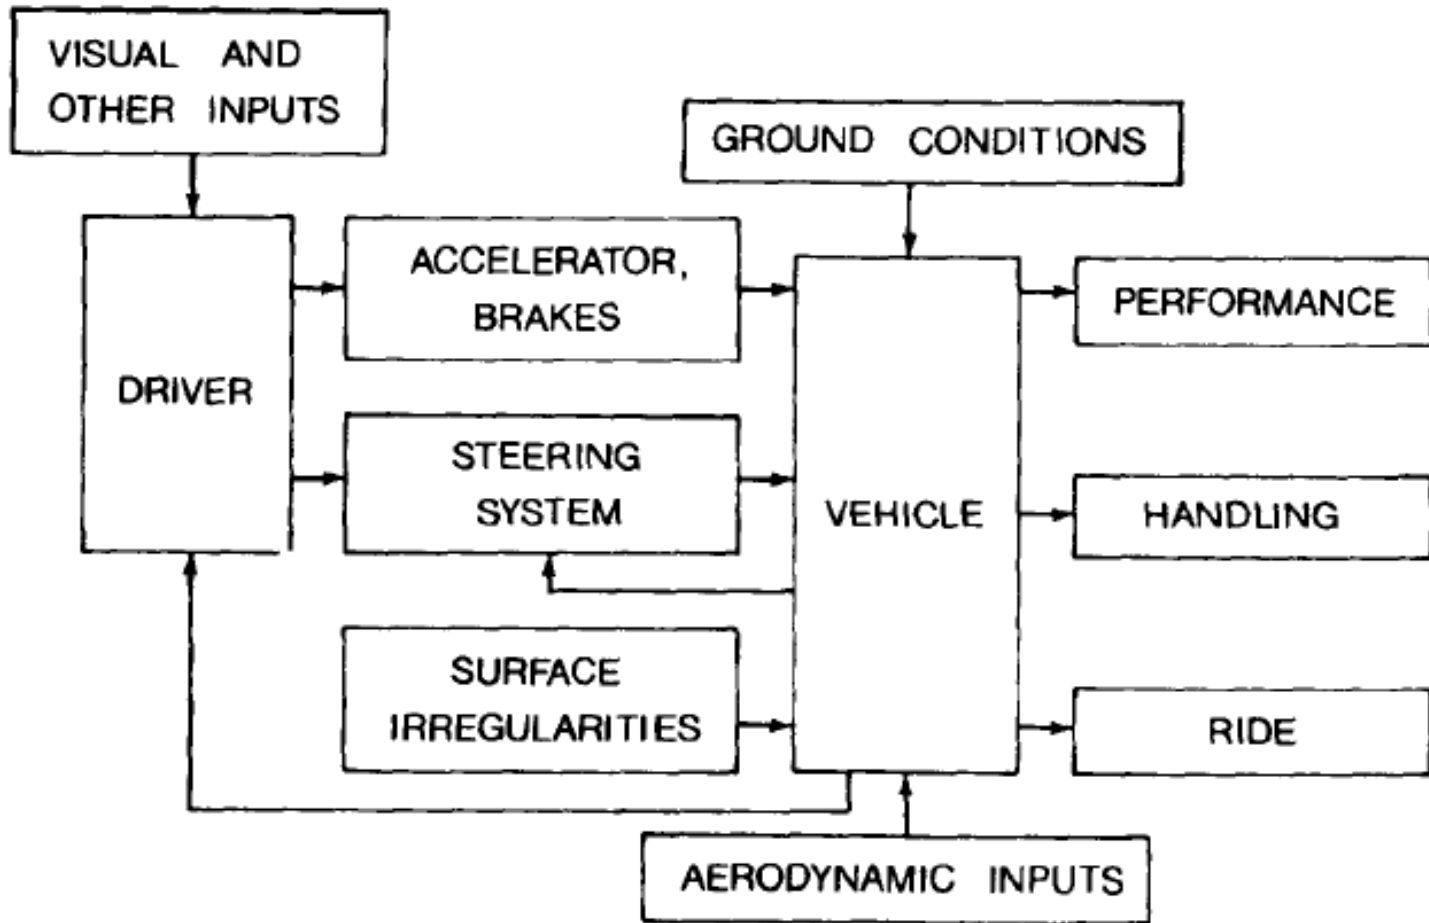 VISUAL AND
OTHER INPUTS
GROUND CONDITIONS
ACCELERATOR,
BRAKES
PERFORMANCE
DRIVER
STEERING
SYSTEM
VEHICLE
HANDLING
SURFACE
IRREGULARITIES
RIDE
AERODYNAMIC INPUTS